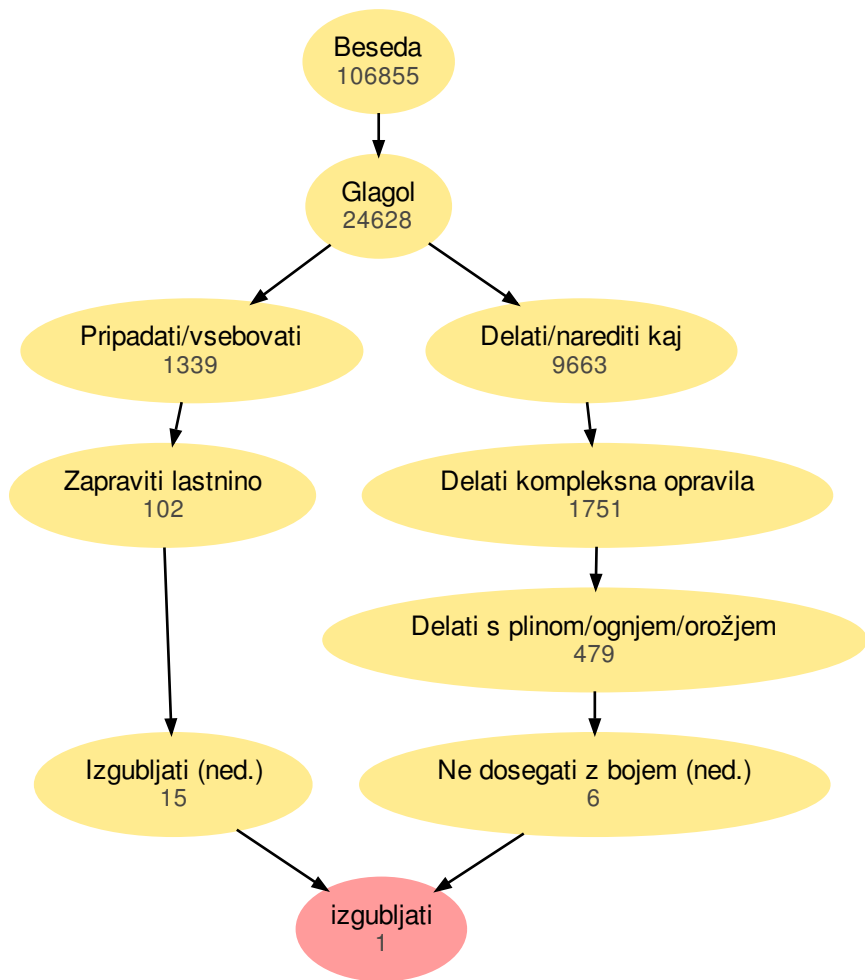 Beseda
106855
Glagol
24628
Pripadati/vsebovati
1339
Delati/narediti kaj
9663
Zapraviti lastnino
102
Delati kompleksna opravila
1751
Delati s plinom/ognjem/orožjem
479
Izgubljati (ned.)
15
Ne dosegati z bojem (ned.)
6
izgubljati
1